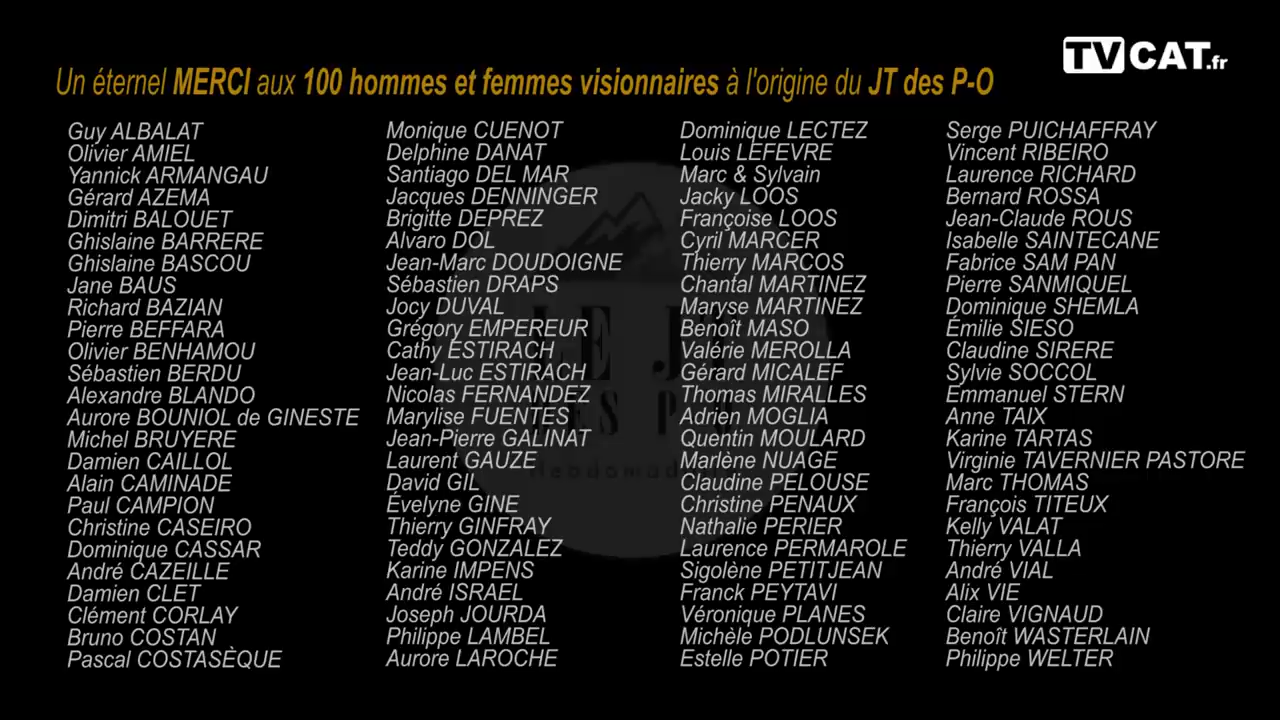 TVCAT.fr
Un éternel MERCI aux 100 hommes et femmes visionnaires à l'origine du JT des P-O
Guy ALBALAT
Olivier AMIEL
Yannick ARMANGAU
Gérard AZEMA
Dimitri BALOUET
Ghislaine BARRERE
Ghislaine BASCOU
Jane BAUS
Richard BAZIAN
Pierre BEFFARA
Olivier BENHAMOU
Sébastien BERDU
Alexandre BLANDO
Aurore BOUNIOL de GINESTE
Michel BRUYERE
Damien CAILLOL
Alain CAMINADE
Paul CAMPION
Christine CASEIRO
Dominique CASSAR
André CAZEILLE
Damien CLET
Clément CORLAY
Bruno COSTAN
Pascal COSTASÈQUE
Monique CUENOT
Delphine DANAT
Santiago DEL MAR
Jacques DENNINGER
Brigitte DEPREZ
Alvaro DOL
Jean-Marc DOUDOIGNE
Sébastien DRAPS
Jocy DUVAL
Grégory EMPEREUR
Cathy ESTIRACH
Jean-Luc ESTIRACH
Nicolas FERNANDEZ
Marylise FUENTES
Jean-Pierre GALINAT
Laurent GAUZE
David GIL
Évelyne GINE
Thierry GINFRAY
Teddy GONZALEZ
Karine IMPENS
André ISRAEL
Joseph JOURDA
Philippe LAMBEL
Aurore LAROCHE
Dominique LECTEZ
Louis LEFEVRE
Marc & Sylvain
Jacky LOOS
Françoise LOOS
Cyril MARCER
Thierry MARCOS
Chantal MARTINEZ
Maryse MARTINEZ
Benoît MASO
Valérie MEROLLA
Gérard MICALEF
Thomas MIRALLES
Adrien MOGLIA
Quentin MOULARD
Marlène NUAGE
Claudine PELOUSE
Christine PENAUX
Nathalie PERIER
Laurence PERMAROLE
Sigolène PETITJEAN
Franck PEYTAVI
Véronique PLANES
Michèle PODLUNSEK
Estelle POTIER
Serge PUICHAFFRAY
Vincent RIBEIRO
Laurence RICHARD
Bernard ROSSA
Jean-Claude ROUS
Isabelle SAINTECANE
Fabrice SAM PAN
Pierre SANMIQUEL
Dominique SHEMLA
Émilie SIESO
Claudine SIRERE
Sylvie SOCCOL
Emmanuel STERN
Anne TAIX
Karine TARTAS
Virginie TAVERNIER PASTORE
Marc THOMAS
François TITEUX
Kelly VALAT
Thierry VALLA
André VIAL
Alix VIE
Claire VIGNAUD
Benoît WASTERLAIN
Philippe WELTER
LE JT
DES P O